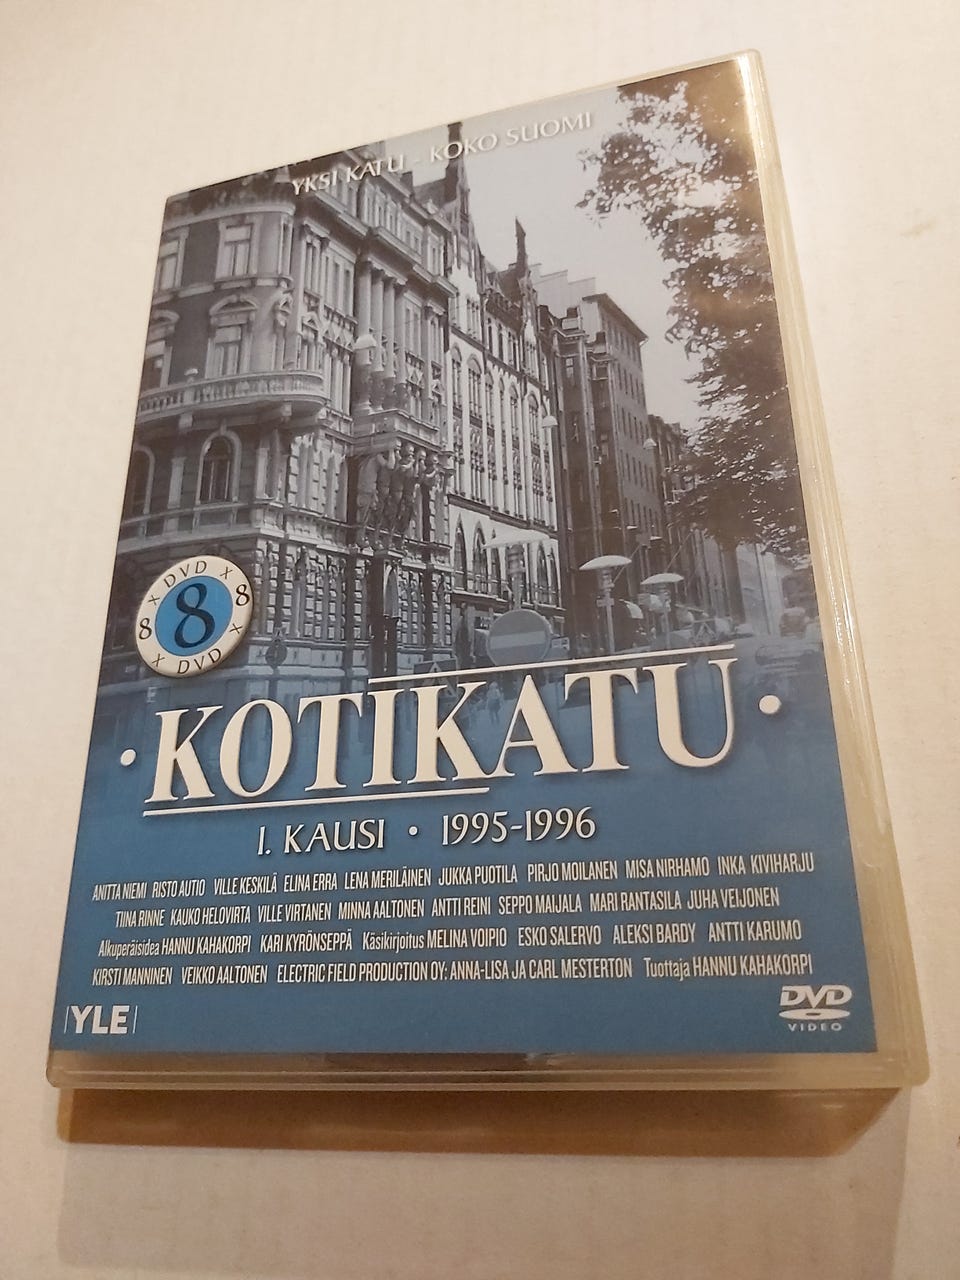 YKSI KATU - KOKO SUOMI
8 X DVD X 8 X DVD X
8
• KOTIKATU •
1. KAUSI • 1995-1996
ANITTA NIEMI RISTO AUTIO VILLE KESKILÄ ELINA ERRA LENA MERILÄINEN JUKKA PUOTILA PIRJO MOILANEN MISA NIRHAMO INKA KIVIHARJU
TIINA RINNE KAUKO HELOVIRTA VILLE VIRTANEN MINNA AALTONEN ANTTI REINI SEPPO MAIJALA MARI RANTASILA JUHA VEIJONEN
Alkuperäisidea HANNU KAHAKORPI KARI KYRÖNSEPPÄ Käsikirjoitus MELINA VOIPIO ESKO SALERVO ALEKSI BARDY ANTTI KARUMO
KIRSTI MANNINEN VEIKKO AALTONEN ELECTRIC FIELD PRODUCTION OY: ANNA-LISA JA CARL MESTERTON Tuottaja HANNU KAHAKORPI
YLE
DVD
VIDEO